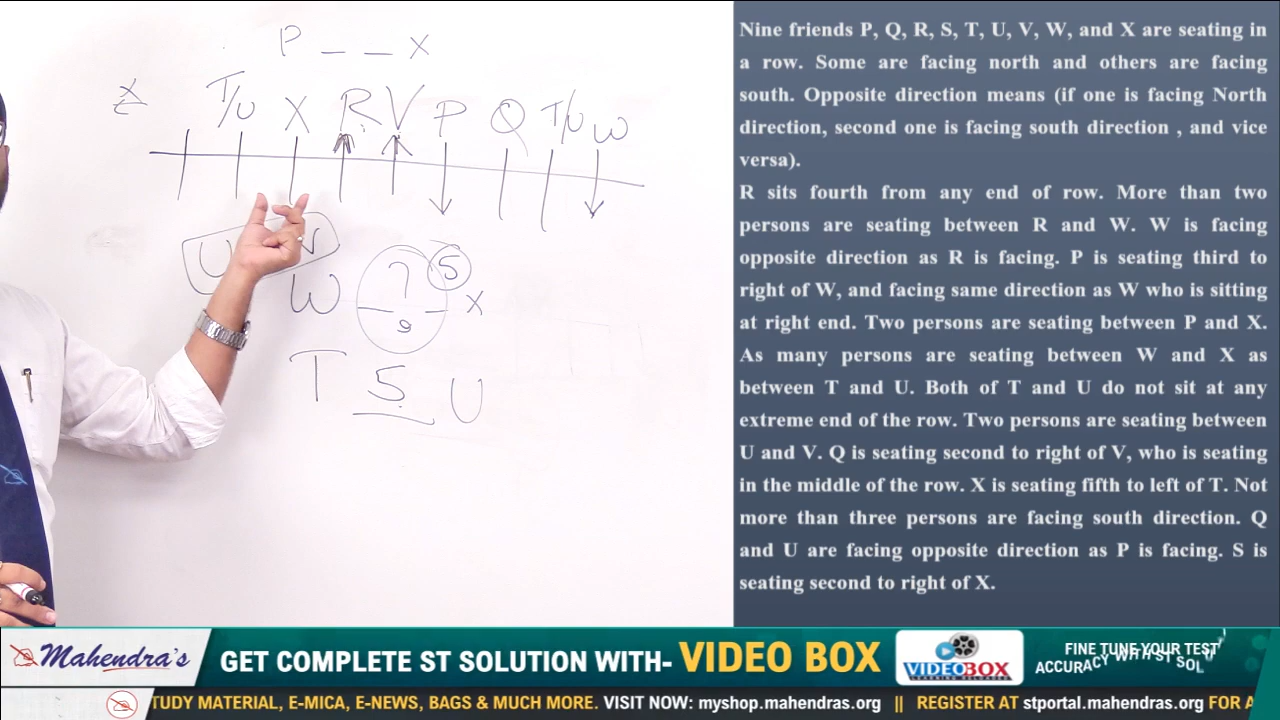 P _ _ X
X T/U X R V P Q T/U W
U V
W ? 5 X
T 5 U
Nine friends P, Q, R, S, T, U, V, W, and X are seating in
a row. Some are facing north and others are facing
south. Opposite direction means (if one is facing North
direction, second one is facing south direction , and vice
versa).
R sits fourth from any end of row. More than two
persons are seating between R and W. W is facing
opposite direction as R is facing. P is seating third to
right of W, and facing same direction as W who is sitting
at right end. Two persons are seating between P and X.
As many persons are seating between W and X as
between T and U. Both of T and U do not sit at any
extreme end of the row. Two persons are seating between
U and V. Q is seating second to right of V, who is seating
in the middle of the row. X is seating fifth to left of T. Not
more than three persons are facing south direction. Q
and U are facing opposite direction as P is facing. S is
seating second to right of X.
Mahendra's
GET COMPLETE ST SOLUTION WITH- VIDEO BOX
VIDEOBOX
LEARNING RELOADED
FINE TUNE YOUR TEST
ACCURACY WITH ST SOL
TUDY MATERIAL, E-MICA, E-NEWS, BAGS & MUCH MORE. VISIT NOW: myshop.mahendras.org || REGISTER AT stportal.mahendras.org FOR A